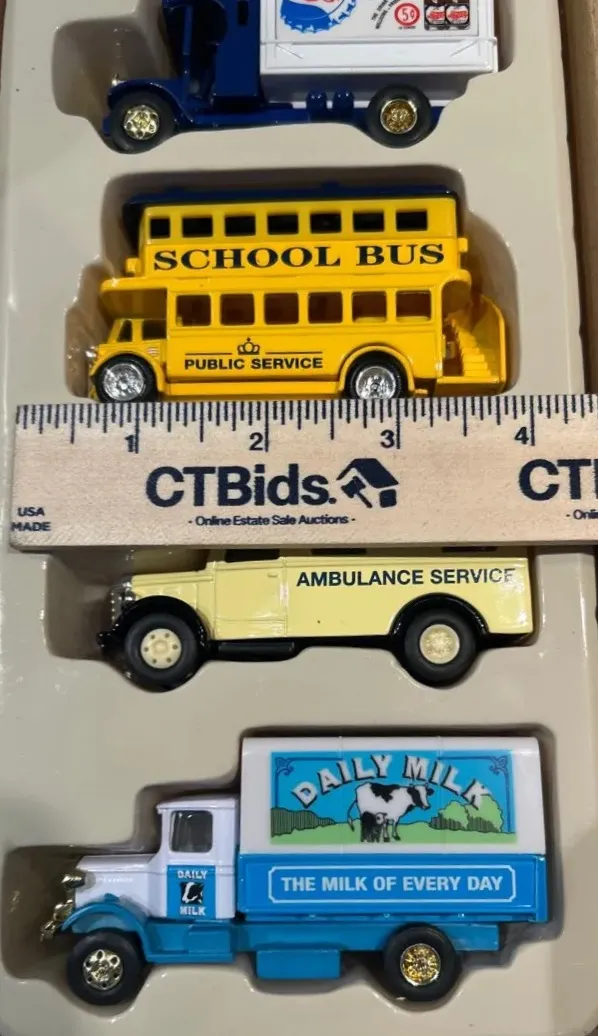 5¢
SCHOOL BUS
PUBLIC SERVICE
1 2 3 4
CTBids.
- Online Estate Sale Auctions -
USA
MADE
AMBULANCE SERVICE
DAILY MILK
THE MILK OF EVERY DAY
DAILY
MILK